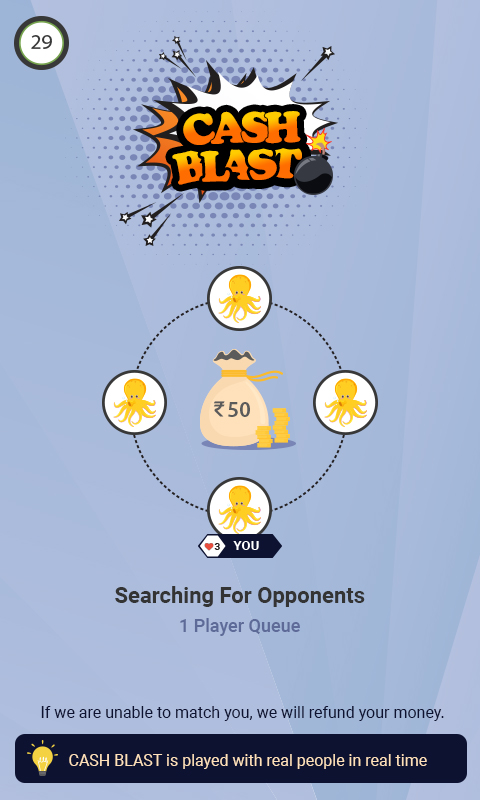 29
CASH
BLAST
₹50
3 YOU
Searching For Opponents
1 Player Queue
If we are unable to match you, we will refund your money.
CASH BLAST is played with real people in real time